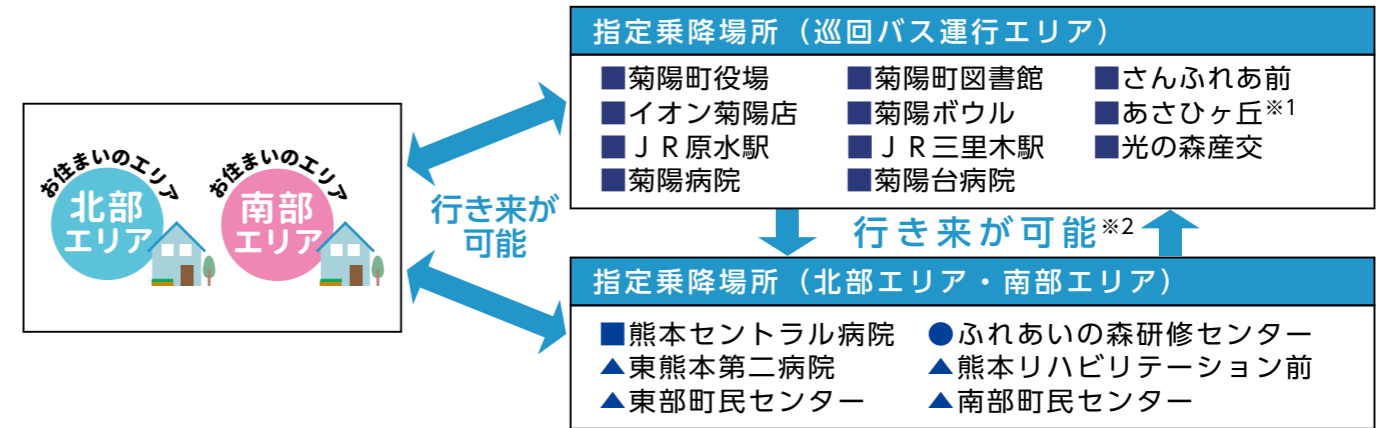 お住まいのエリア
北部
エリア
お住まいのエリア
南部
エリア
行き来が
可能
指定乗降場所（巡回バス運行エリア）
■菊陽町役場 ■菊陽町図書館 ■さんふれあ前
■イオン菊陽店 ■菊陽ボウル ■あさひヶ丘※1
■ＪＲ原水駅 ■ＪＲ三里木駅 ■光の森産交
■菊陽病院 ■菊陽台病院
行き来が可能※2
指定乗降場所（北部エリア・南部エリア）
■熊本セントラル病院 ●ふれあいの森研修センター
▲東熊本第二病院 ▲熊本リハビリテーション前
▲東部町民センター ▲南部町民センター